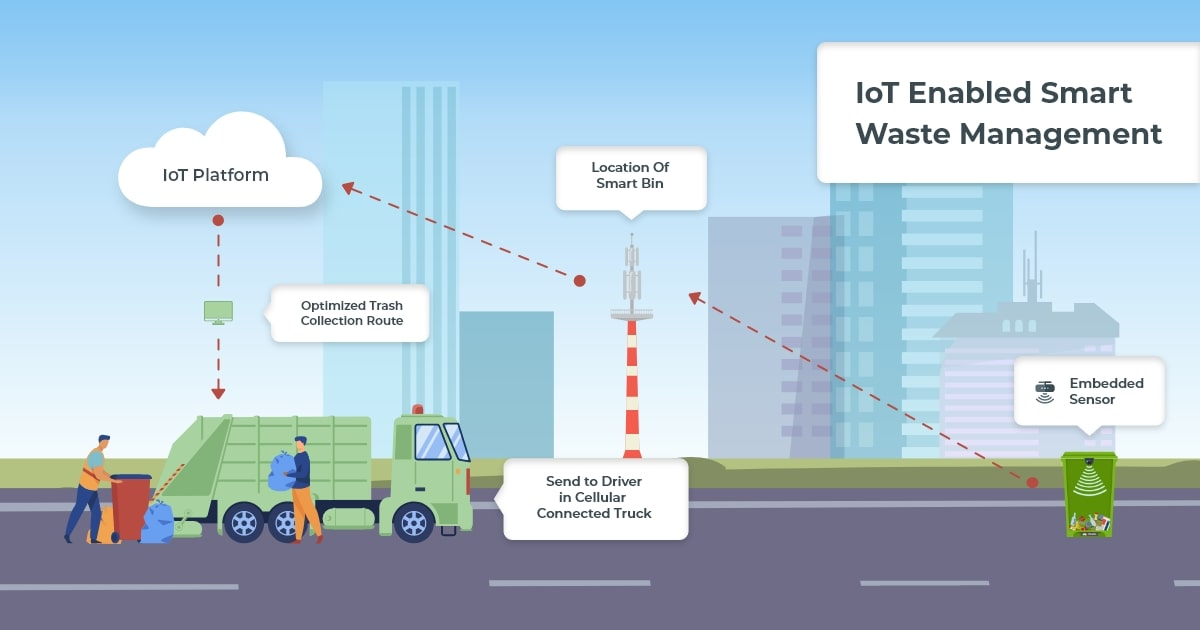 IoT Enabled Smart
Waste Management
IoT Platform
Location Of
Smart Bin
Optimized Trash
Collection Route
Embedded
Sensor
Send to Driver
in Cellular
Connected Truck